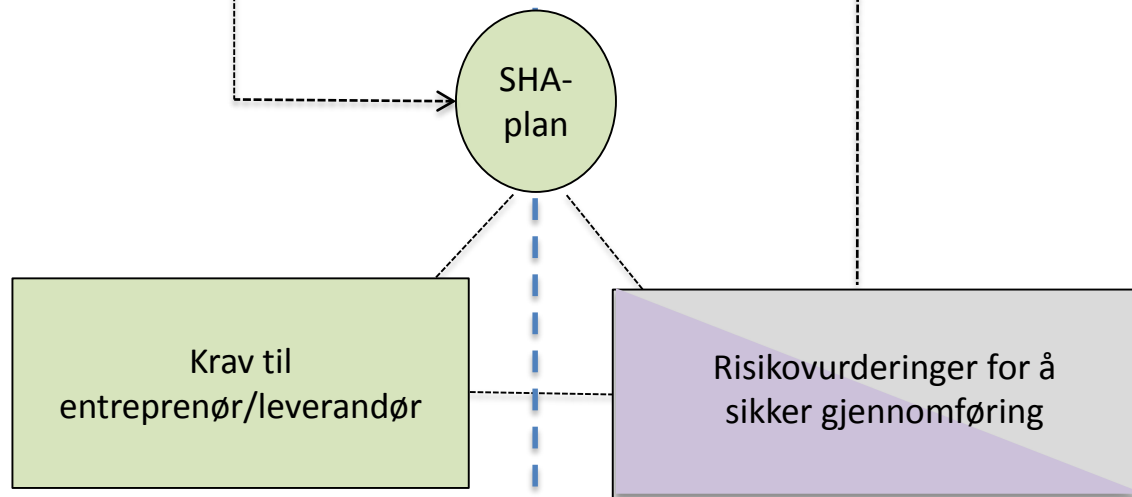 SHA-
plan
Krav til
entreprenør/leverandør
Risikovurderinger for å
sikker gjennomføring